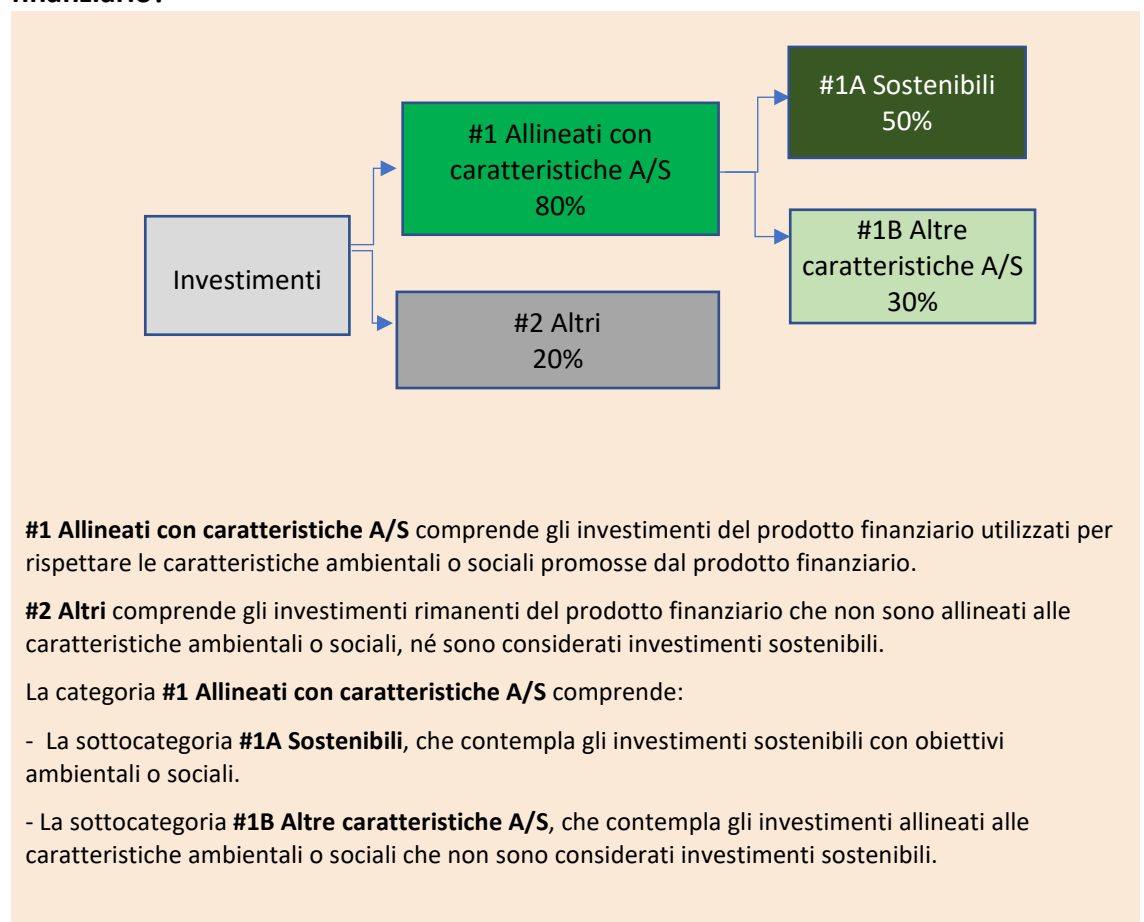 #1A Sostenibili
50%
#1 Allineati con
caratteristiche A/S
80%
#1B Altre
caratteristiche A/S
30%
Investimenti
#2 Altri
20%
#1 Allineati con caratteristiche A/S comprende gli investimenti del prodotto finanziario utilizzati per
rispettare le caratteristiche ambientali o sociali promosse dal prodotto finanziario.
#2 Altri comprende gli investimenti rimanenti del prodotto finanziario che non sono allineati alle
caratteristiche ambientali o sociali, né sono considerati investimenti sostenibili.
La categoria #1 Allineati con caratteristiche A/S comprende:
- La sottocategoria #1A Sostenibili, che contempla gli investimenti sostenibili con obiettivi
ambientali o sociali.
- La sottocategoria #1B Altre caratteristiche A/S, che contempla gli investimenti allineati alle
caratteristiche ambientali o sociali che non sono considerati investimenti sostenibili.